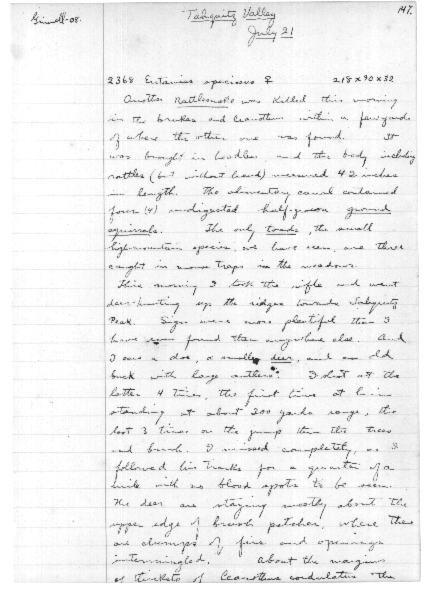 Grinnell-08.
147.
Tahquitz Valley
July 21
2368 Eutamias speciosus ♀ 218 x 90 x 32
Another Rattlesnake was killed this morning
in the brakes and Ceanothus within a few yards
of where the other one was found. It
was brought in headless, and the body including
rattles (but without head) measured 42 inches
in length. The alimentary canal contained
four (4) undigested half-grown ground
squirrels. The only toads, the small
high-mountain species, we have seen, are three
caught in mouse traps in the meadows.
This morning I took the rifle and went
deer-hunting up the ridges towards Tahquitz
Peak. Signs were more plentiful than I
have ever found them anywhere else. And
I saw a doe, a smaller deer, and an old
buck with large antlers. I shot at the
latter 4 times, the first time at him
standing at about 200 yards range, the
last 3 times on the jump thru the trees
and brush. I missed completely, as I
followed his tracks for a quarter of a
mile with no blood spots to be seen.
The deer are staying mostly about the
upper edge of brush patches, where there
are clumps of firs and openings
intermingled. About the margins
of thickets of Ceanothus cordulatus the